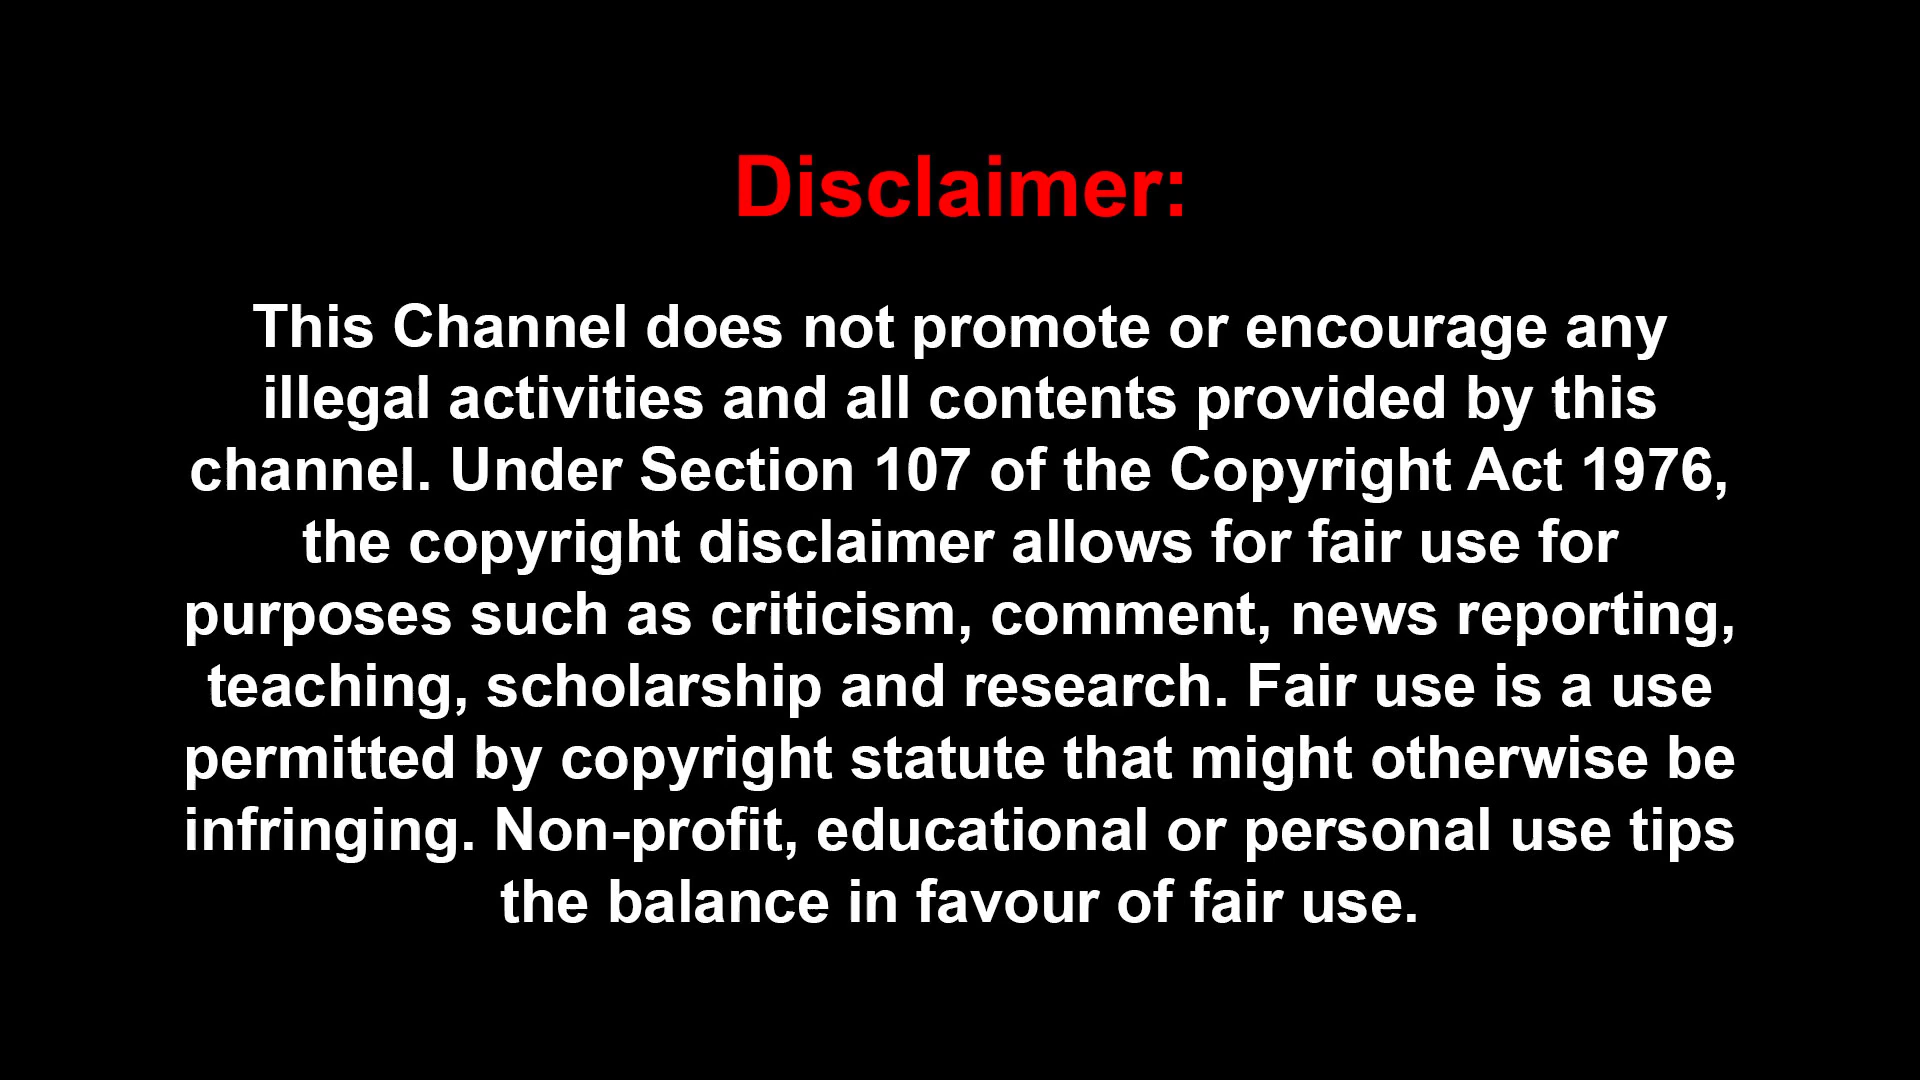 Disclaimer:
This Channel does not promote or encourage any
illegal activities and all contents provided by this
channel. Under Section 107 of the Copyright Act 1976,
the copyright disclaimer allows for fair use for
purposes such as criticism, comment, news reporting,
teaching, scholarship and research. Fair use is a use
permitted by copyright statute that might otherwise be
infringing. Non-profit, educational or personal use tips
the balance in favour of fair use.